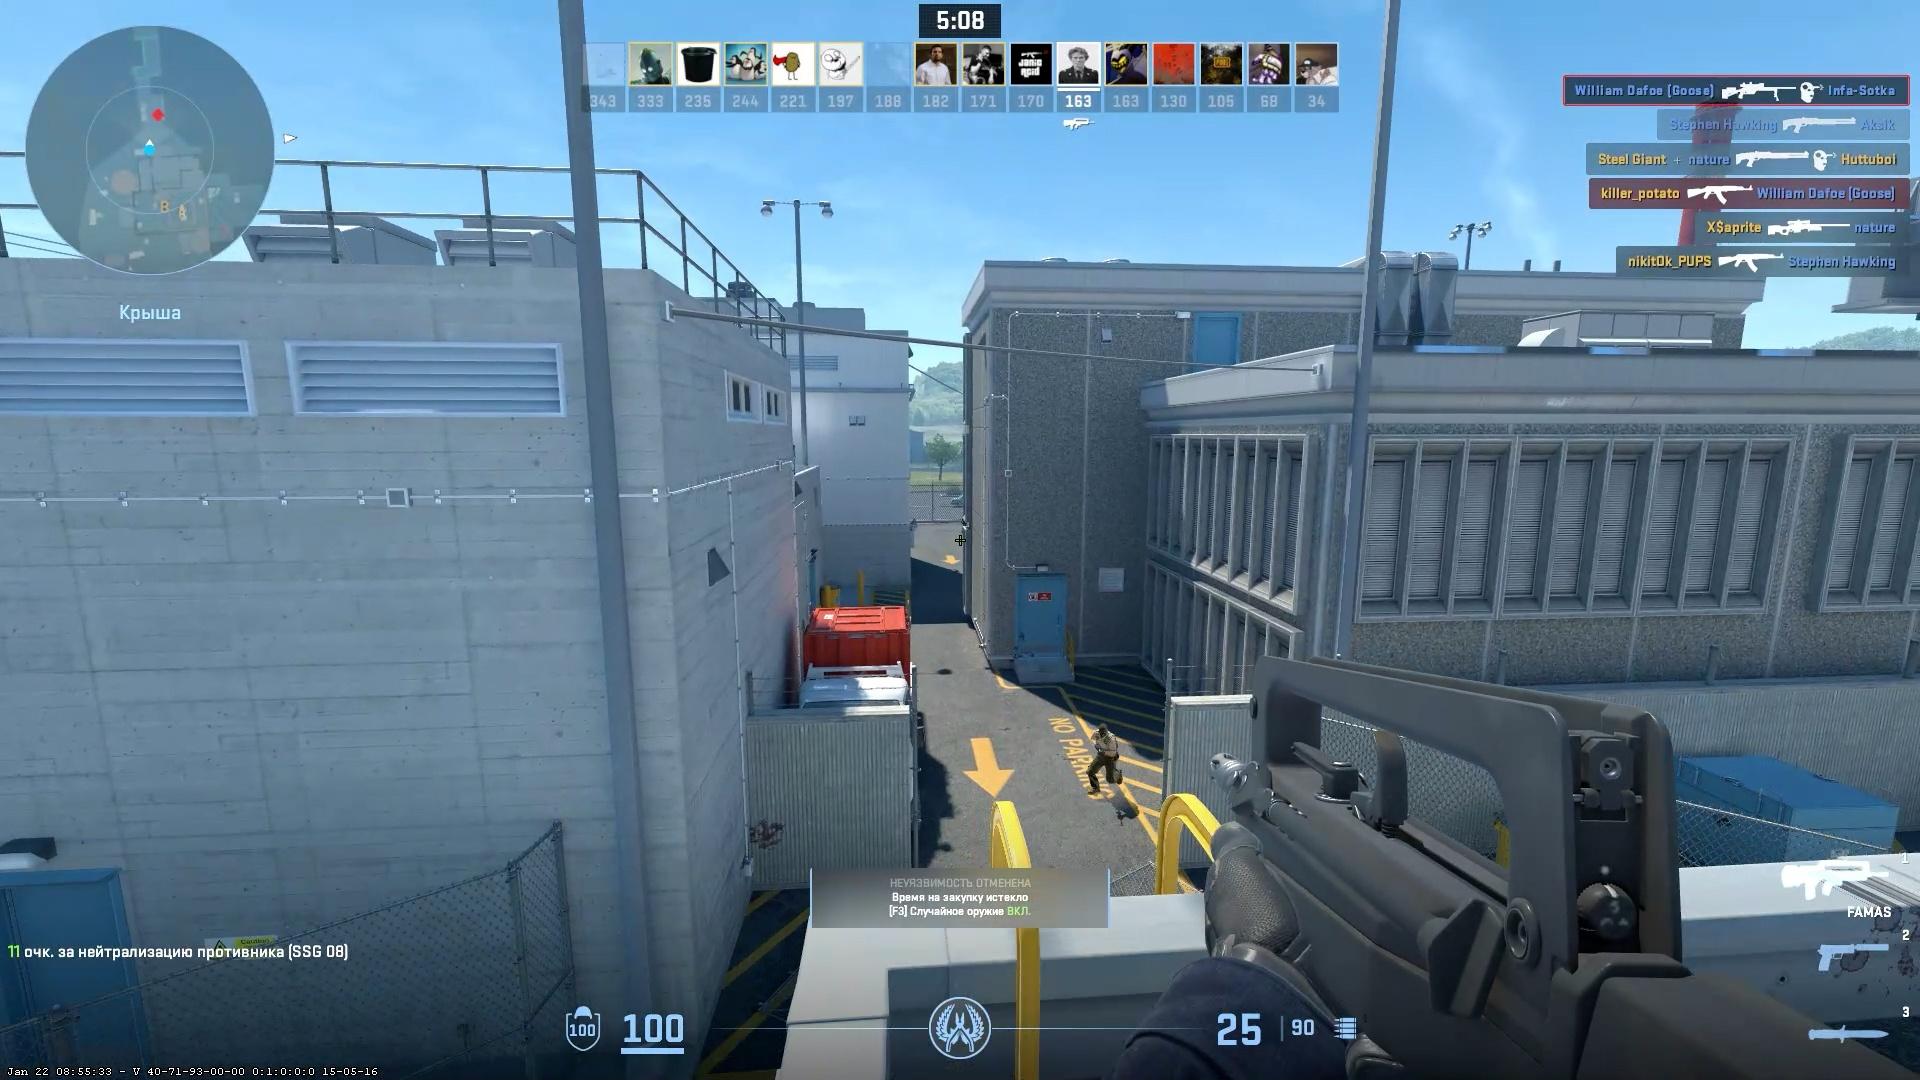 5:08
JANIC ACID
343 333 235 244 221 197 188 182 171 170 163 163 130 105 68 34
William Dafoe (Goose) Infa-Sotka
Stephen Hawking Aksik
Steel Giant + nature Huttuboi
killer_potato William Dafoe (Goose)
X$aprite nature
nikit0k_PUPS Stephen Hawking
B A
Крыша
NO PARKING
НЕУЯЗВИМОСТЬ ОТМЕНЕНА
Время на закупку истекло
[F3] Случайное оружие ВКЛ.
1
FAMAS
2
3
Caution
11 очк. за нейтрализацию противника (SSG 08)
100 100
25 | 90
Jan 22 08:55:33 - V 40-71-93-00-00 0:1:0:0:0 15-05-16